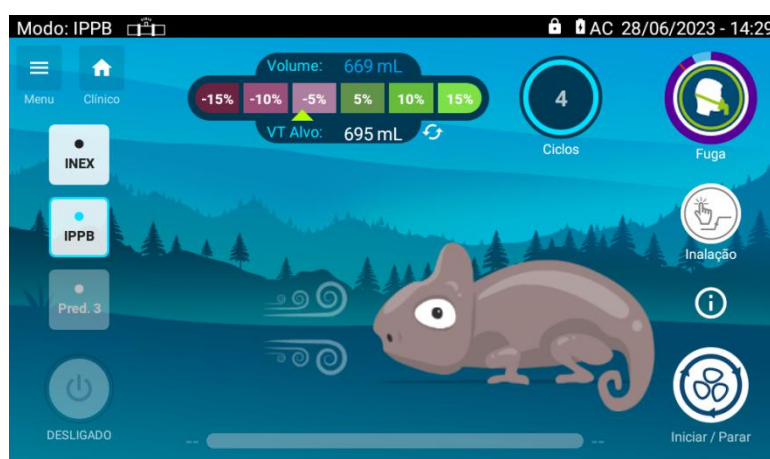 Modo: IPPB
AC 28/06/2023 - 14:29
Menu
Clínico
Volume: 669 mL
-15% -10% -5% 5% 10% 15%
VT Alvo: 695 mL
4
Ciclos
Fuga
INEX
IPPB
Pred. 3
DESLIGADO
Inalação
Iniciar / Parar
-- --